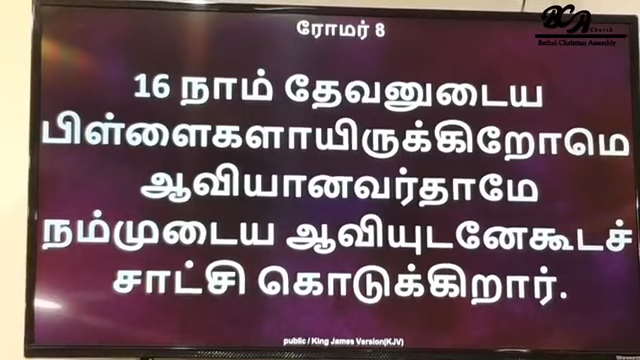 BCA Church
Bethel Christian Assembly
ரோமர் 8
16 நாம் தேவனுடைய
பிள்ளைகளாயிருக்கிறோமெ
ஆவியானவர்தாமே
நம்முடைய ஆவியுடனேகூடச்
சாட்சி கொடுக்கிறார்.
public / King James Version(KJV)